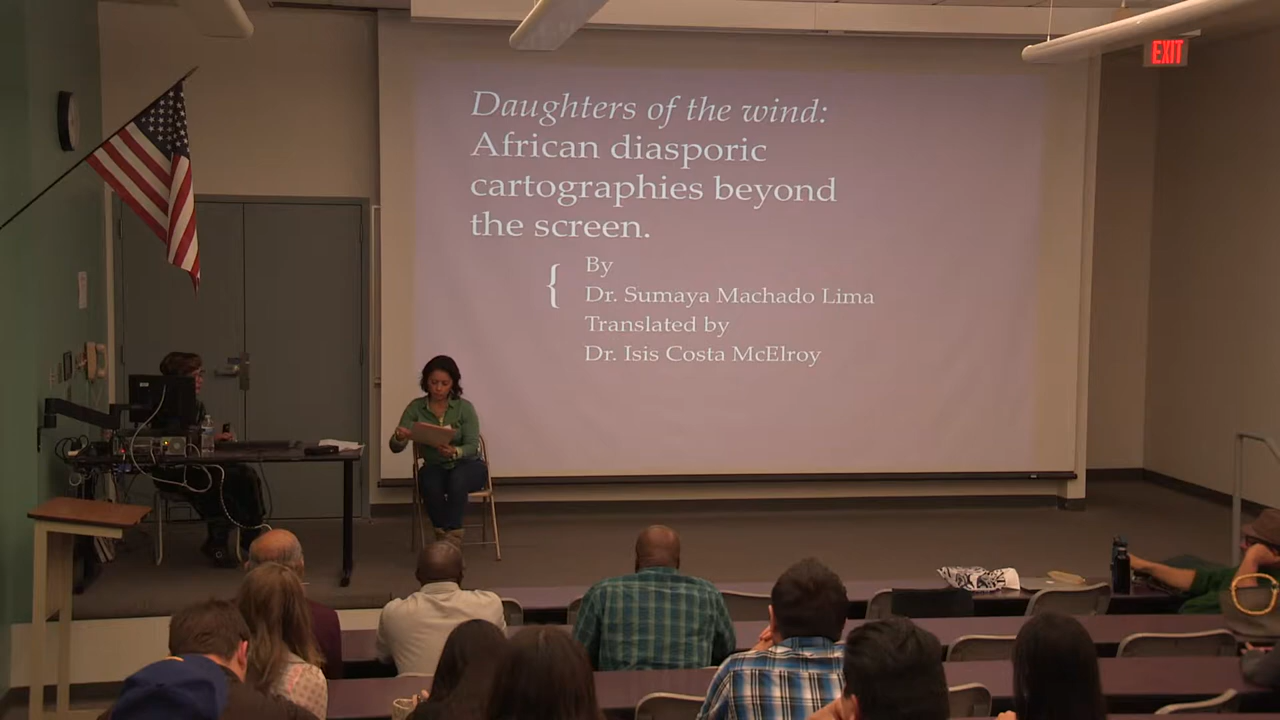 EXIT
Daughters of the wind:
African diasporic
cartographies beyond
the screen.
{ By
Dr. Sumaya Machado Lima
Translated by
Dr. Isis Costa McElroy